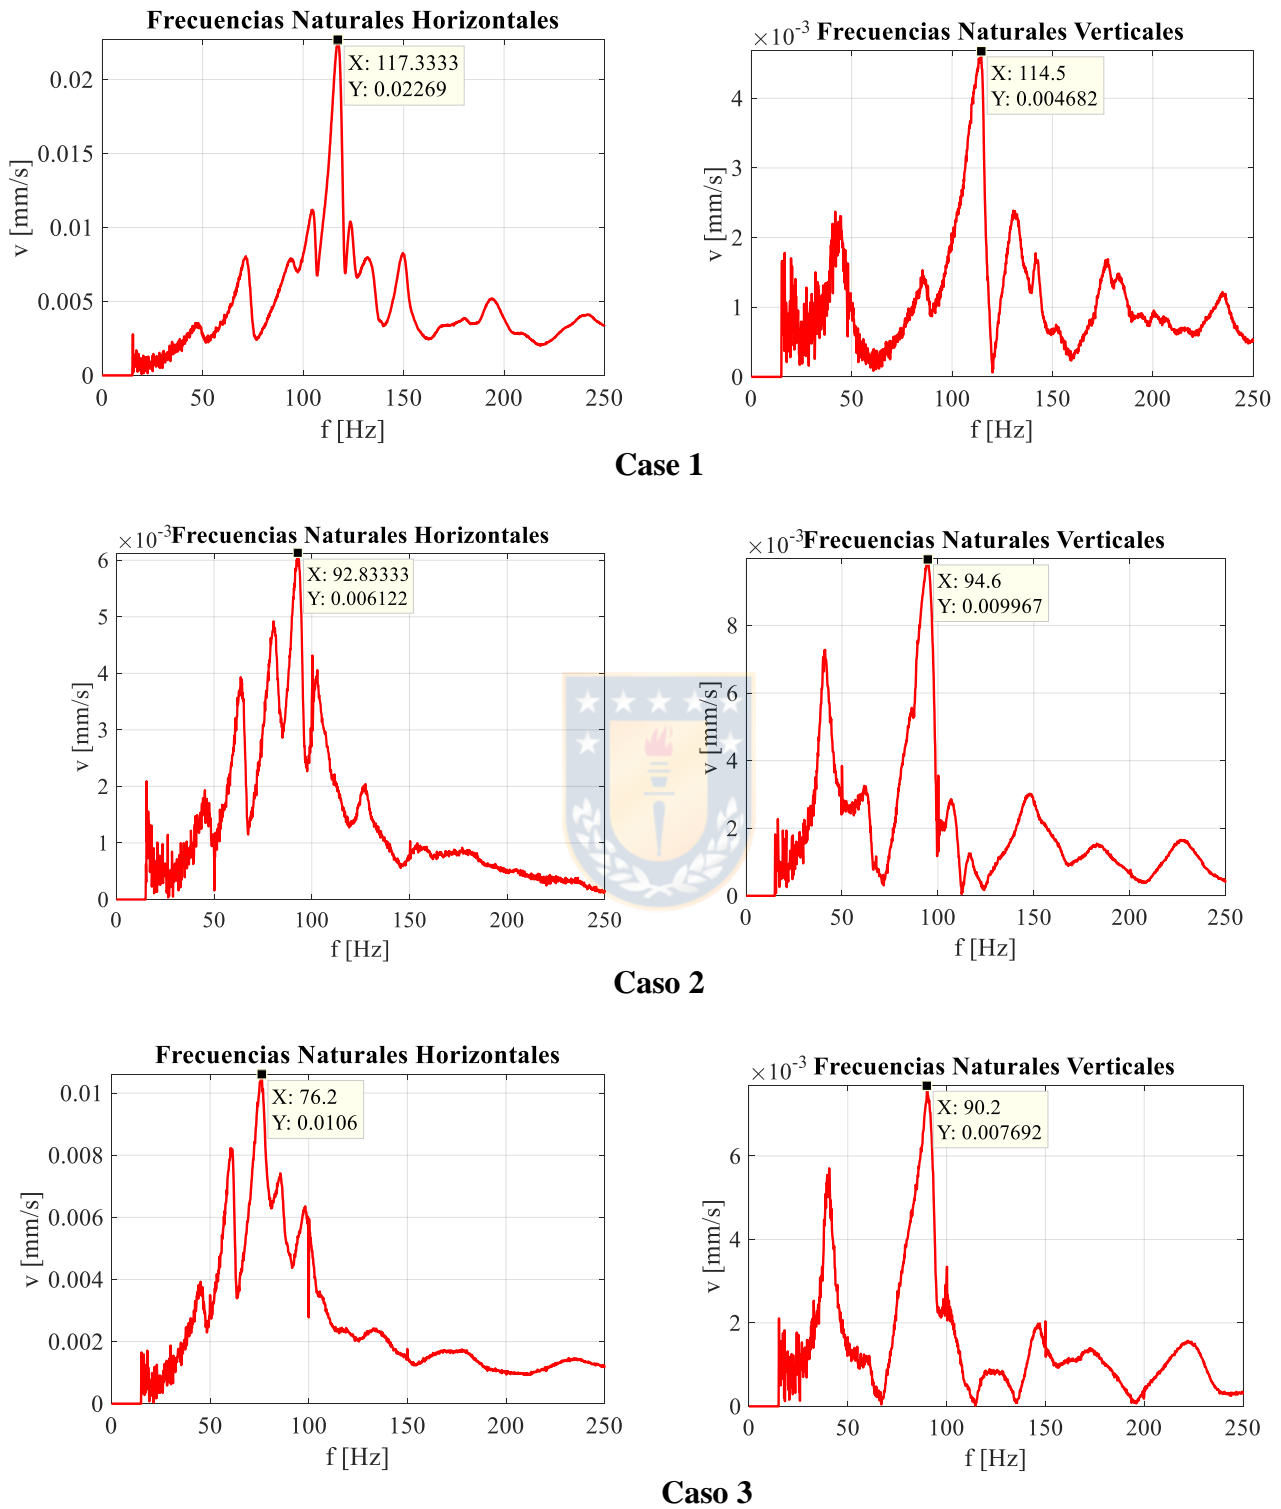 Frecuencias Naturales Horizontales
X: 117.3333
Y: 0.02269
0.02
0.015
0.01
0.005
0
v [mm/s]
0 50 100 150 200 250
f [Hz]
×10-3 Frecuencias Naturales Verticales
X: 114.5
Y: 0.004682
4
3
2
1
0
v [mm/s]
0 50 100 150 200 250
f [Hz]
Case 1
×10-3 Frecuencias Naturales Horizontales
X: 92.83333
Y: 0.006122
6
5
4
3
2
1
0
v [mm/s]
0 50 100 150 200 250
f [Hz]
×10-3 Frecuencias Naturales Verticales
X: 94.6
Y: 0.009967
8
6
4
2
0
v [mm/s]
0 50 100 150 200 250
f [Hz]
Caso 2
Frecuencias Naturales Horizontales
X: 76.2
Y: 0.0106
0.01
0.008
0.006
0.004
0.002
0
v [mm/s]
0 50 100 150 200 250
f [Hz]
×10-3 Frecuencias Naturales Verticales
X: 90.2
Y: 0.007692
6
4
2
0
v [mm/s]
0 50 100 150 200 250
f [Hz]
Caso 3